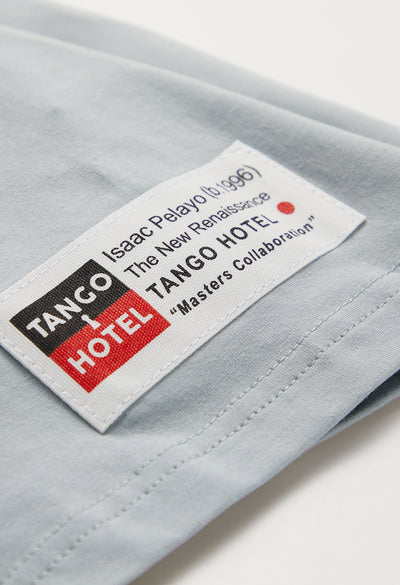 TANGO
HOTEL
Isaac Pelayo (b.1996)
The New Renaissance
TANGO HOTEL
"Masters Collaboration"